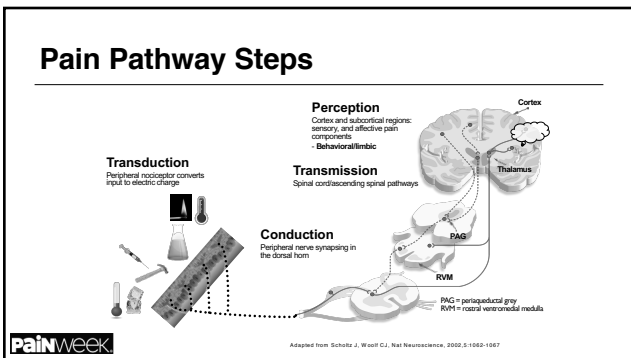 Pain Pathway Steps
Perception
Cortex and subcortical regions:
sensory, and affective pain
components
- Behavioral/limbic
Cortex
Thalamus
Transduction
Peripheral nociceptor converts
input to electric charge
Transmission
Spinal cord/ascending spinal pathways
Conduction
Peripheral nerve synapsing in
the dorsal horn
PAG
RVM
PAG = periaqueductal grey
RVM = rostral ventromedial medulla
PAINWEEK.
Adapted from Scholtz J, Woolf CJ, Nat Neuroscience, 2002,5:1062-1067